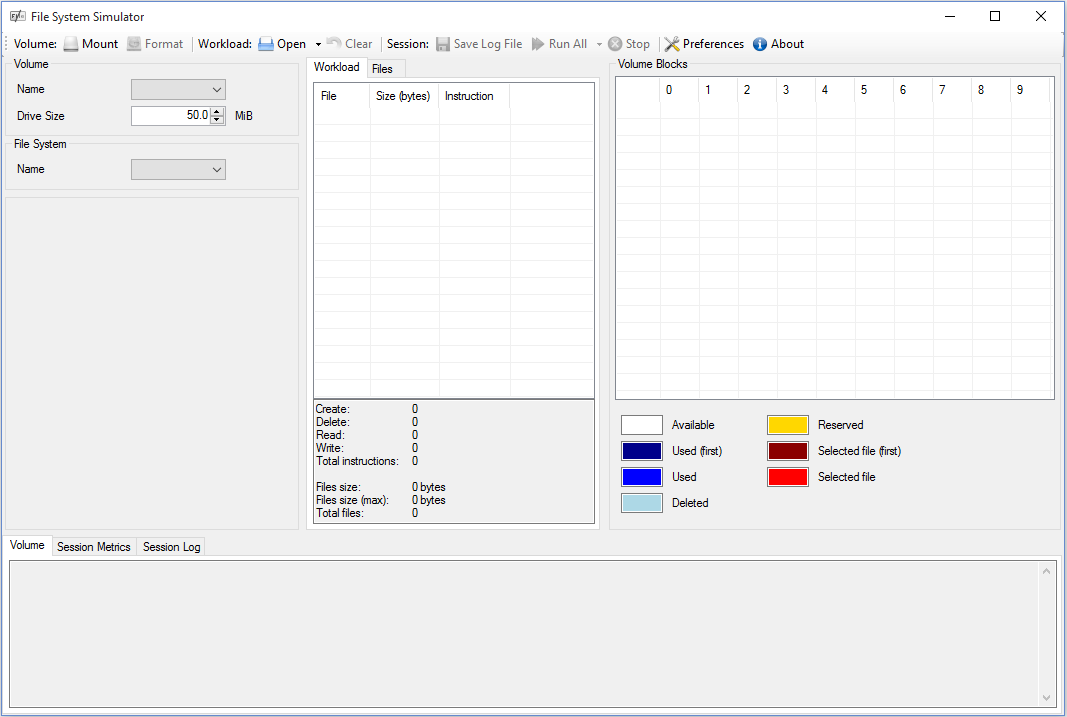 File System Simulator
Volume: Mount Format Workload: Open Clear Session: Save Log File Run All Stop Preferences About
Volume
Name
Drive Size 50.0 MiB
File System
Name
Workload Files
File Size (bytes) Instruction
Create: 0
Delete: 0
Read: 0
Write: 0
Total instructions: 0
Files size: 0 bytes
Files size (max): 0 bytes
Total files: 0
Volume Blocks
0 1 2 3 4 5 6 7 8 9
Available Reserved
Used (first) Selected file (first)
Used Selected file
Deleted
Volume Session Metrics Session Log